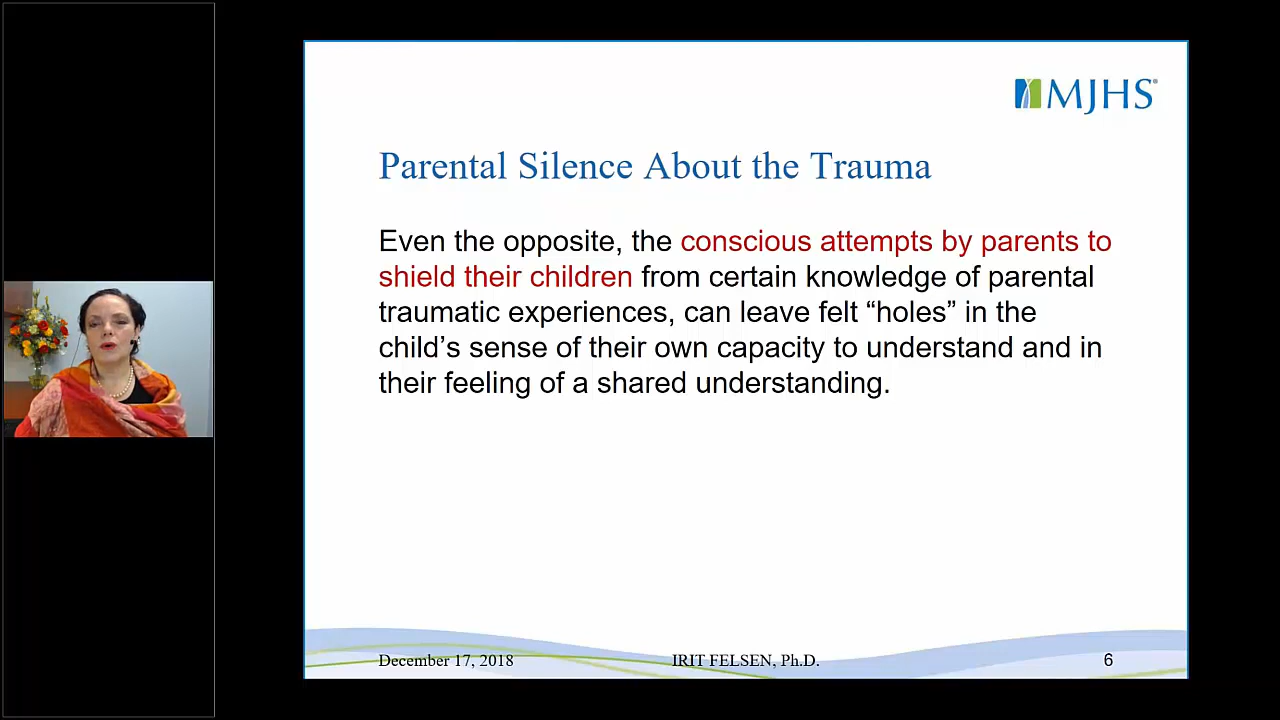 MJHS®
Parental Silence About the Trauma
Even the opposite, the conscious attempts by parents to
shield their children from certain knowledge of parental
traumatic experiences, can leave felt “holes” in the
child’s sense of their own capacity to understand and in
their feeling of a shared understanding.
December 17, 2018 IRIT FELSEN, Ph.D. 6